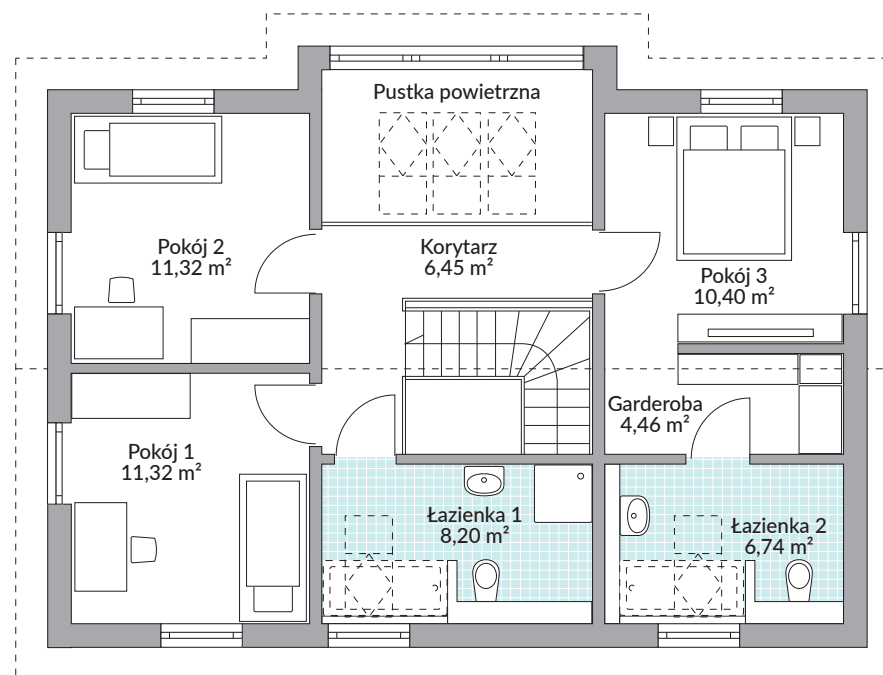 Pustka powietrzna
Pokój 2
11,32 m²
Korytarz
6,45 m²
Pokój 3
10,40 m²
Garderoba
4,46 m²
Pokój 1
11,32 m²
Łazienka 1
8,20 m²
Łazienka 2
6,74 m²